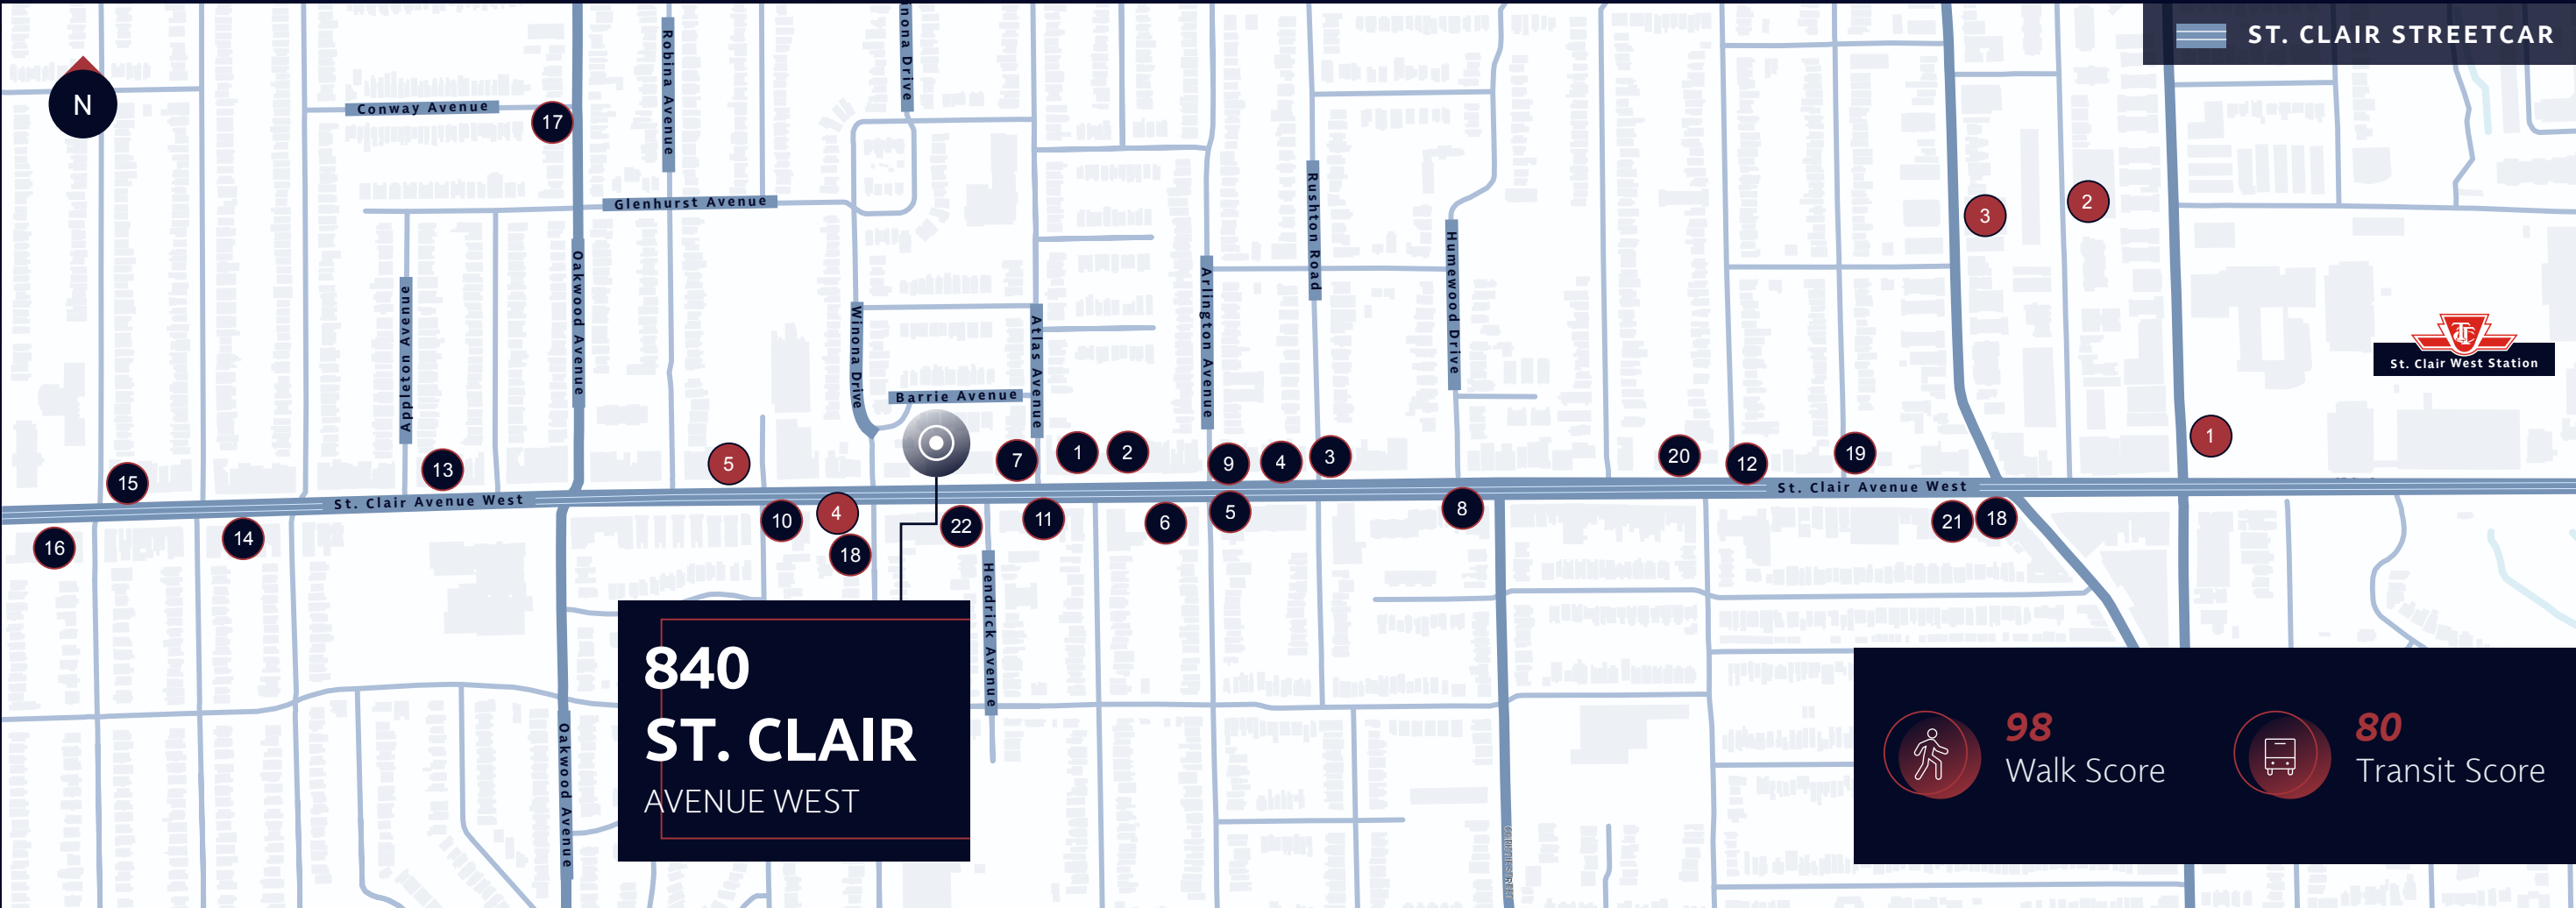 ST. CLAIR STREETCAR
N
Conway Avenue
17
Robina Avenue
Glenhurst Avenue
3
2
Oakwood Avenue
Appleton Avenue
Winona Drive
Atlas Avenue
Arlington Avenue
Rushton Road
Humewood Drive
St. Clair West Station
Barrie Avenue
15
13
5
7
1
2
9
4
3
20
12
19
1
St. Clair Avenue West
St. Clair Avenue West
16
14
10
4
18
22
11
6
5
8
21
18
Hendrick Avenue
Oakwood Avenue
840
ST. CLAIR
AVENUE WEST
98
Walk Score
80
Transit Score